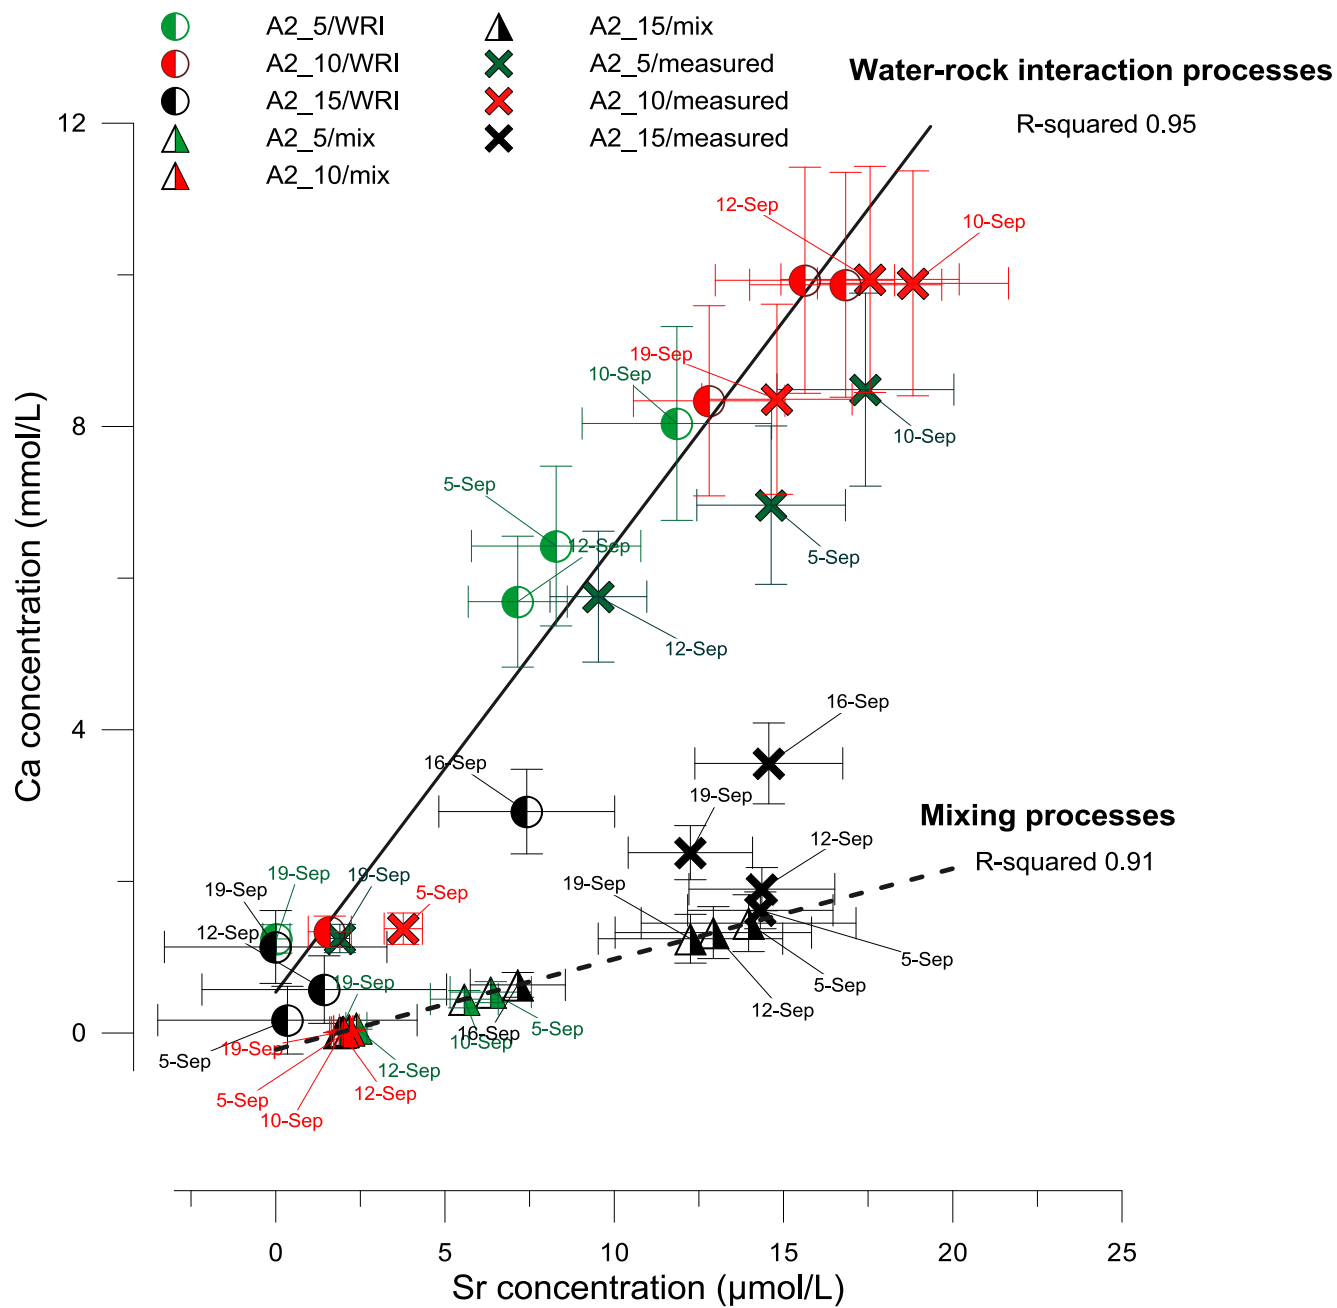 A2_5/WRI
A2_10/WRI
A2_15/WRI
A2_5/mix
A2_10/mix
A2_15/mix
A2_5/measured
A2_10/measured
A2_15/measured
Water-rock interaction processes
R-squared 0.95
12
8
4
0
Ca concentration (mmol/L)
12-Sep
10-Sep
19-Sep
10-Sep
10-Sep
5-Sep
12-Sep
5-Sep
12-Sep
16-Sep
16-Sep
19-Sep
Mixing processes
12-Sep
R-squared 0.91
19-Sep
19-Sep
19-Sep
5-Sep
19-Sep
12-Sep
5-Sep
19-Sep
5-Sep
12-Sep
16-Sep
5-Sep
10-Sep
5-Sep
19-Sep
12-Sep
5-Sep
12-Sep
10-Sep
0
5
10
15
20
25
Sr concentration (μmol/L)